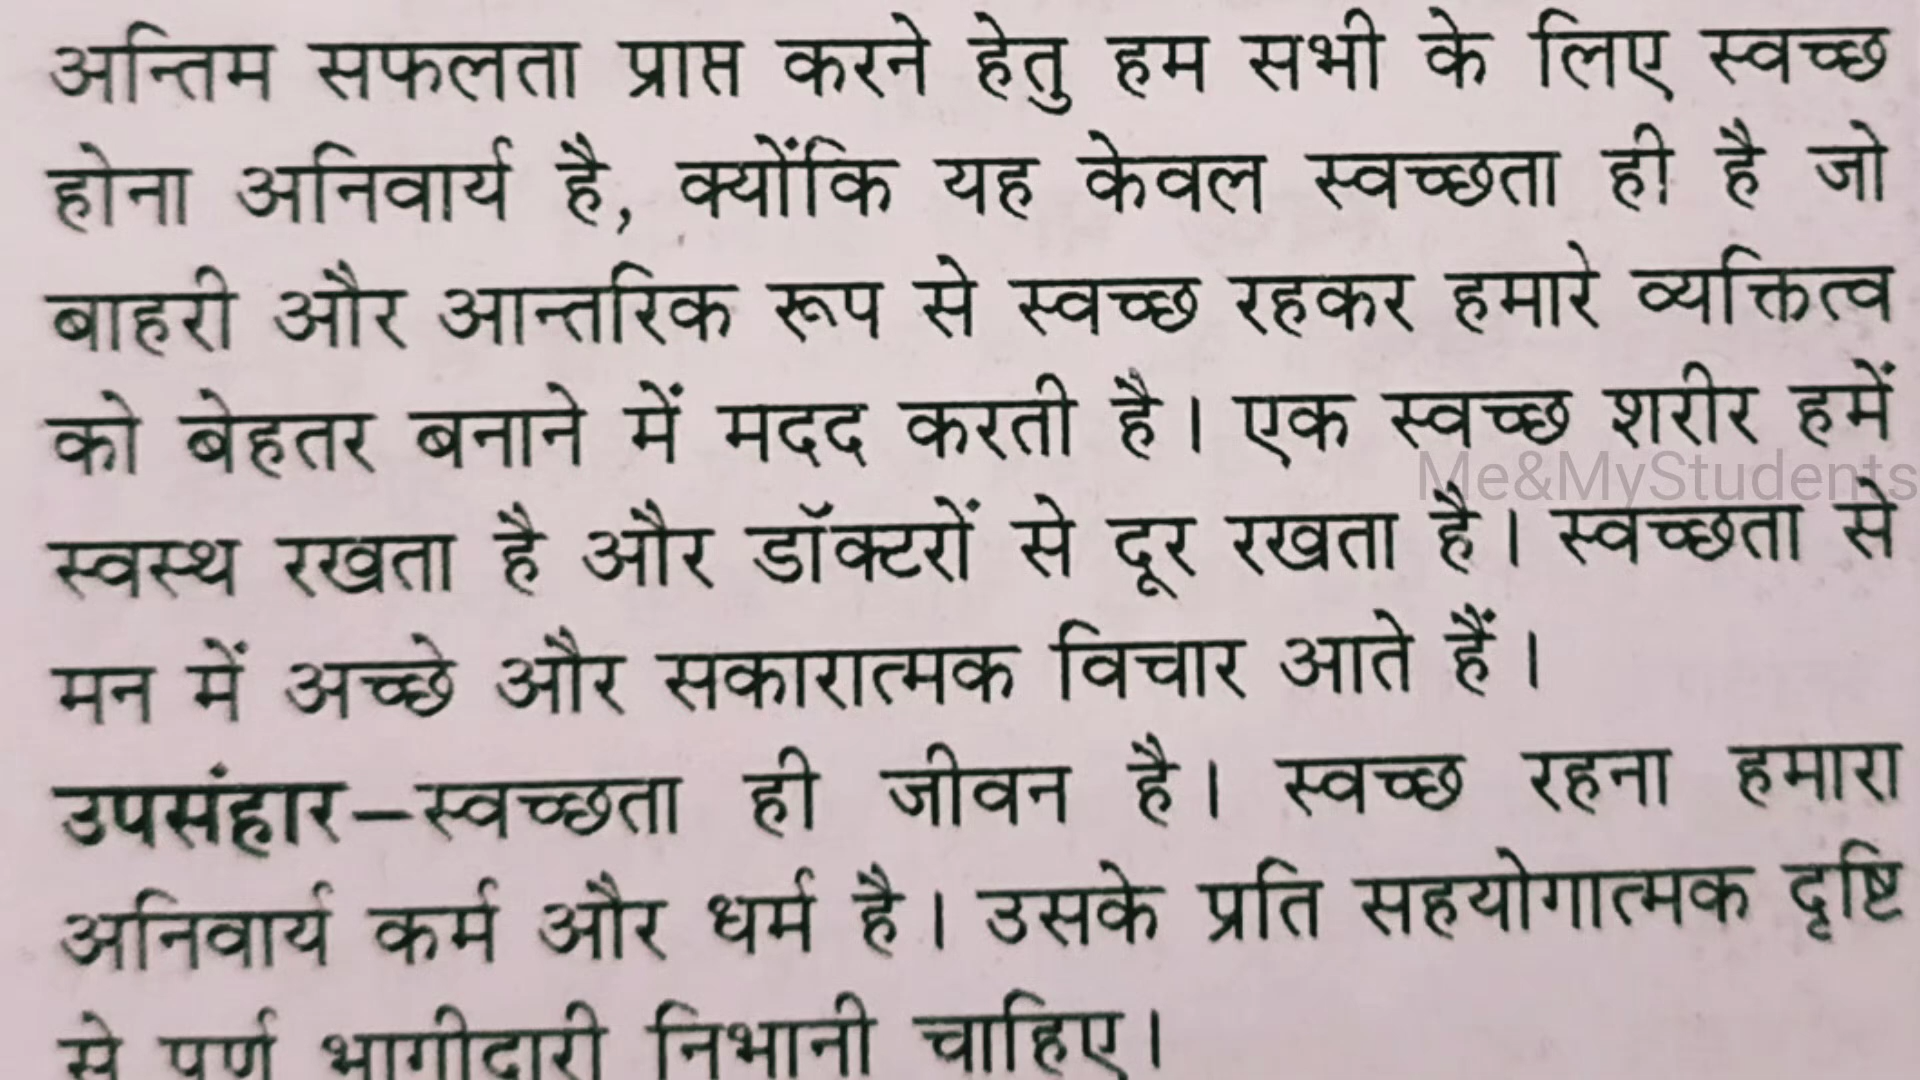 अन्तिम सफलता प्राप्त करने हेतु हम सभी के लिए स्वच्छ
होना अनिवार्य है, क्योंकि यह केवल स्वच्छता ही है जो
बाहरी और आन्तरिक रूप से स्वच्छ रहकर हमारे व्यक्तित्व
को बेहतर बनाने में मदद करती है। एक स्वच्छ शरीर हमें
Me&MyStudents
स्वस्थ रखता है और डॉक्टरों से दूर रखता है। स्वच्छता से
मन में अच्छे और सकारात्मक विचार आते हैं।
उपसंहार–स्वच्छता ही जीवन है। स्वच्छ रहना हमारा
अनिवार्य कर्म और धर्म है। उसके प्रति सहयोगात्मक दृष्टि
से पूर्ण भागीदारी निभानी चाहिए।